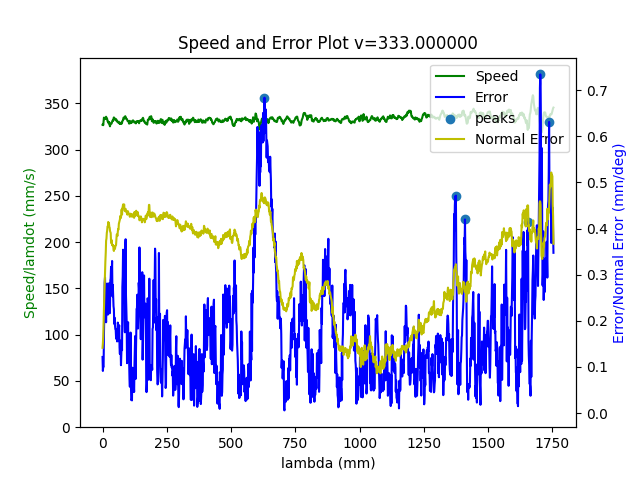 Speed and Error Plot v=333.000000
Speed/lamdot (mm/s)
350
300
250
200
150
100
50
0
Speed
Error
peaks
Normal Error
0.7
0.6
0.5
0.4
0.3
0.2
0.1
0.0
Error/Normal Error (mm/deg)
0 250 500 750 1000 1250 1500 1750
lambda (mm)